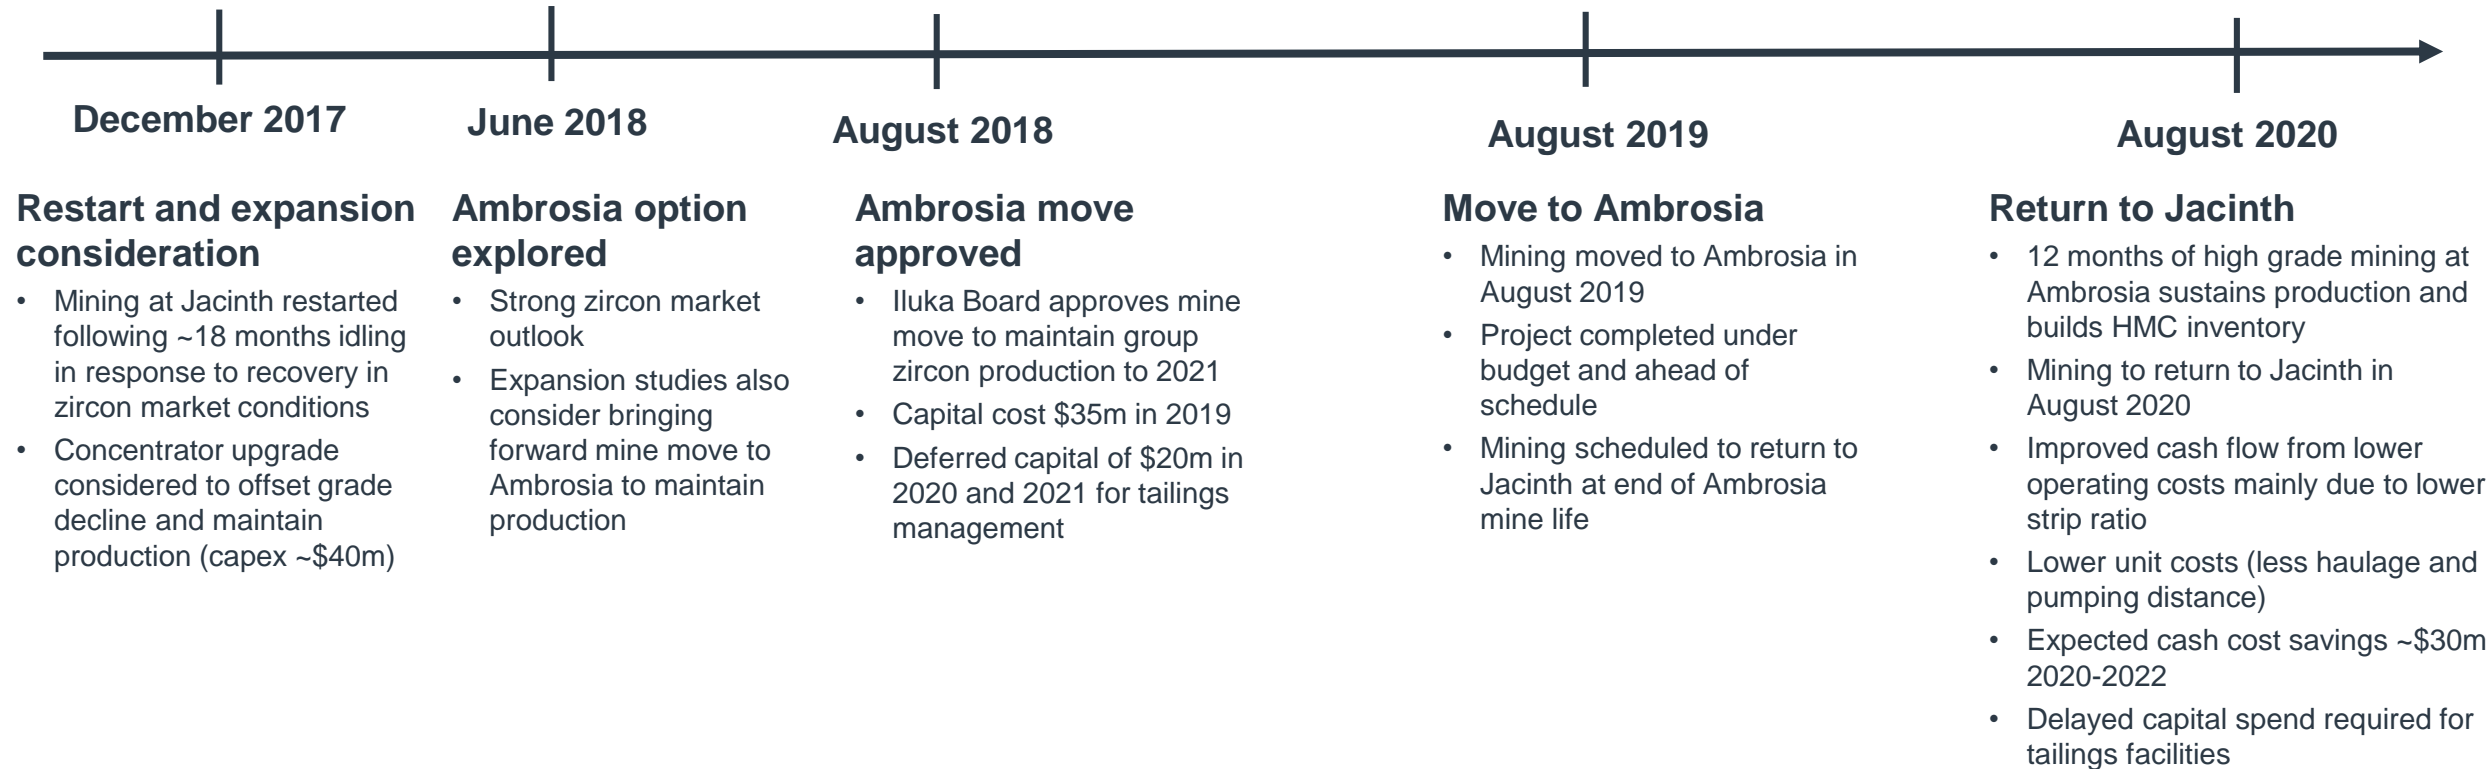 December 2017
Restart and expansion
consideration
• Mining at Jacinth restarted
following ~18 months idling
in response to recovery in
zircon market conditions
• Concentrator upgrade
considered to offset grade
decline and maintain
production (capex ~$40m)
June 2018
Ambrosia option
explored
• Strong zircon market
outlook
• Expansion studies also
consider bringing
forward mine move to
Ambrosia to maintain
production
August 2018
Ambrosia move
approved
• Iluka Board approves mine
move to maintain group
zircon production to 2021
• Capital cost $35m in 2019
• Deferred capital of $20m in
2020 and 2021 for tailings
management
August 2019
Move to Ambrosia
• Mining moved to Ambrosia in
August 2019
• Project completed under
budget and ahead of
schedule
• Mining scheduled to return to
Jacinth at end of Ambrosia
mine life
August 2020
Return to Jacinth
• 12 months of high grade mining at
Ambrosia sustains production and
builds HMC inventory
• Mining to return to Jacinth in
August 2020
• Improved cash flow from lower
operating costs mainly due to lower
strip ratio
• Lower unit costs (less haulage and
pumping distance)
• Expected cash cost savings ~$30m
2020-2022
• Delayed capital spend required for
tailings facilities